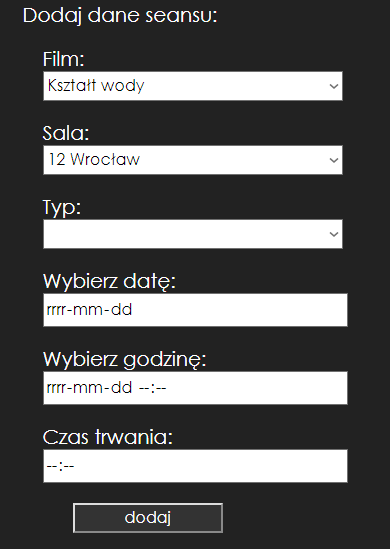 Dodaj dane seansu:
Film:
Kształt wody
Sala:
12 Wrocław
Typ:
Wybierz datę:
rrrr-mm-dd
Wybierz godzinę:
rrrr-mm-dd --:--
Czas trwania:
--:--
dodaj